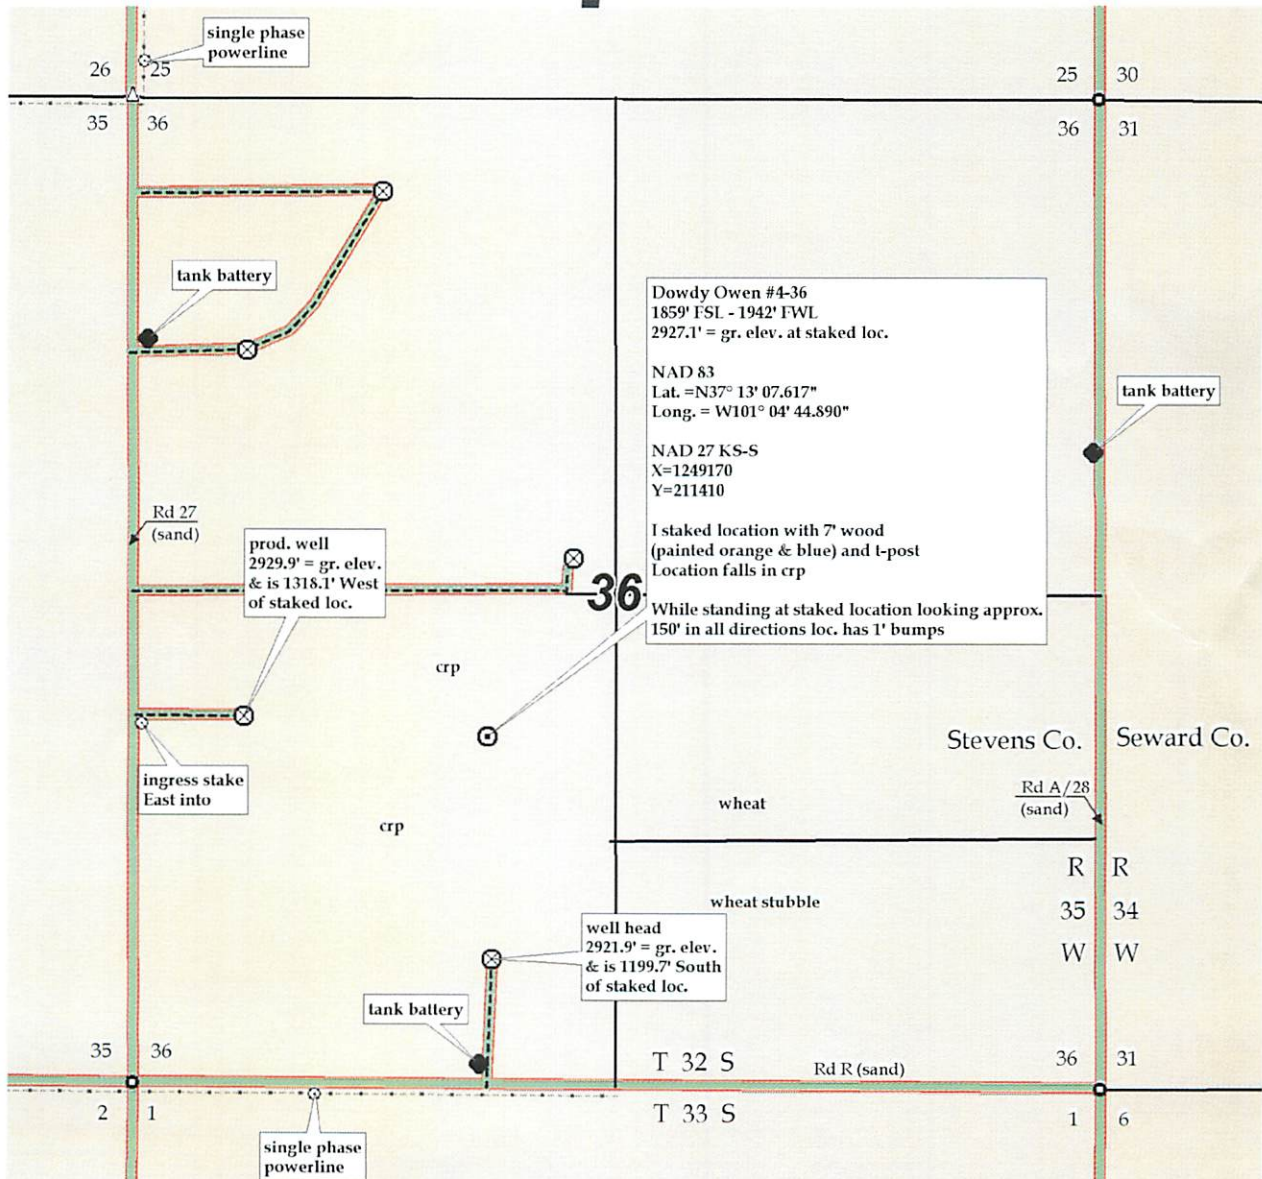 single phase
powerline
26 25
25 30
35 36
36 31
tank battery
Dowdy Owen #4-36
1859' FSL - 1942' FWL
2927.1' = gr. elev. at staked loc.
NAD 83
Lat. =N37° 13' 07.617"
Long. = W101° 04' 44.890"
NAD 27 KS-S
X=1249170
Y=211410
I staked location with 7' wood
(painted orange & blue) and t-post
Location falls in crp
While standing at staked location looking approx.
150' in all directions loc. has 1' bumps
tank battery
Rd 27
(sand)
prod. well
2929.9' = gr. elev.
& is 1318.1' West
of staked loc.
36
crp
Stevens Co. Seward Co.
ingress stake
East into
Rd A/28
(sand)
wheat
crp
R R
35 34
W W
wheat stubble
well head
2921.9' = gr. elev.
& is 1199.7' South
of staked loc.
tank battery
35 36
T 32 S
Rd R (sand)
36 31
2 1
T 33 S
1 6
single phase
powerline